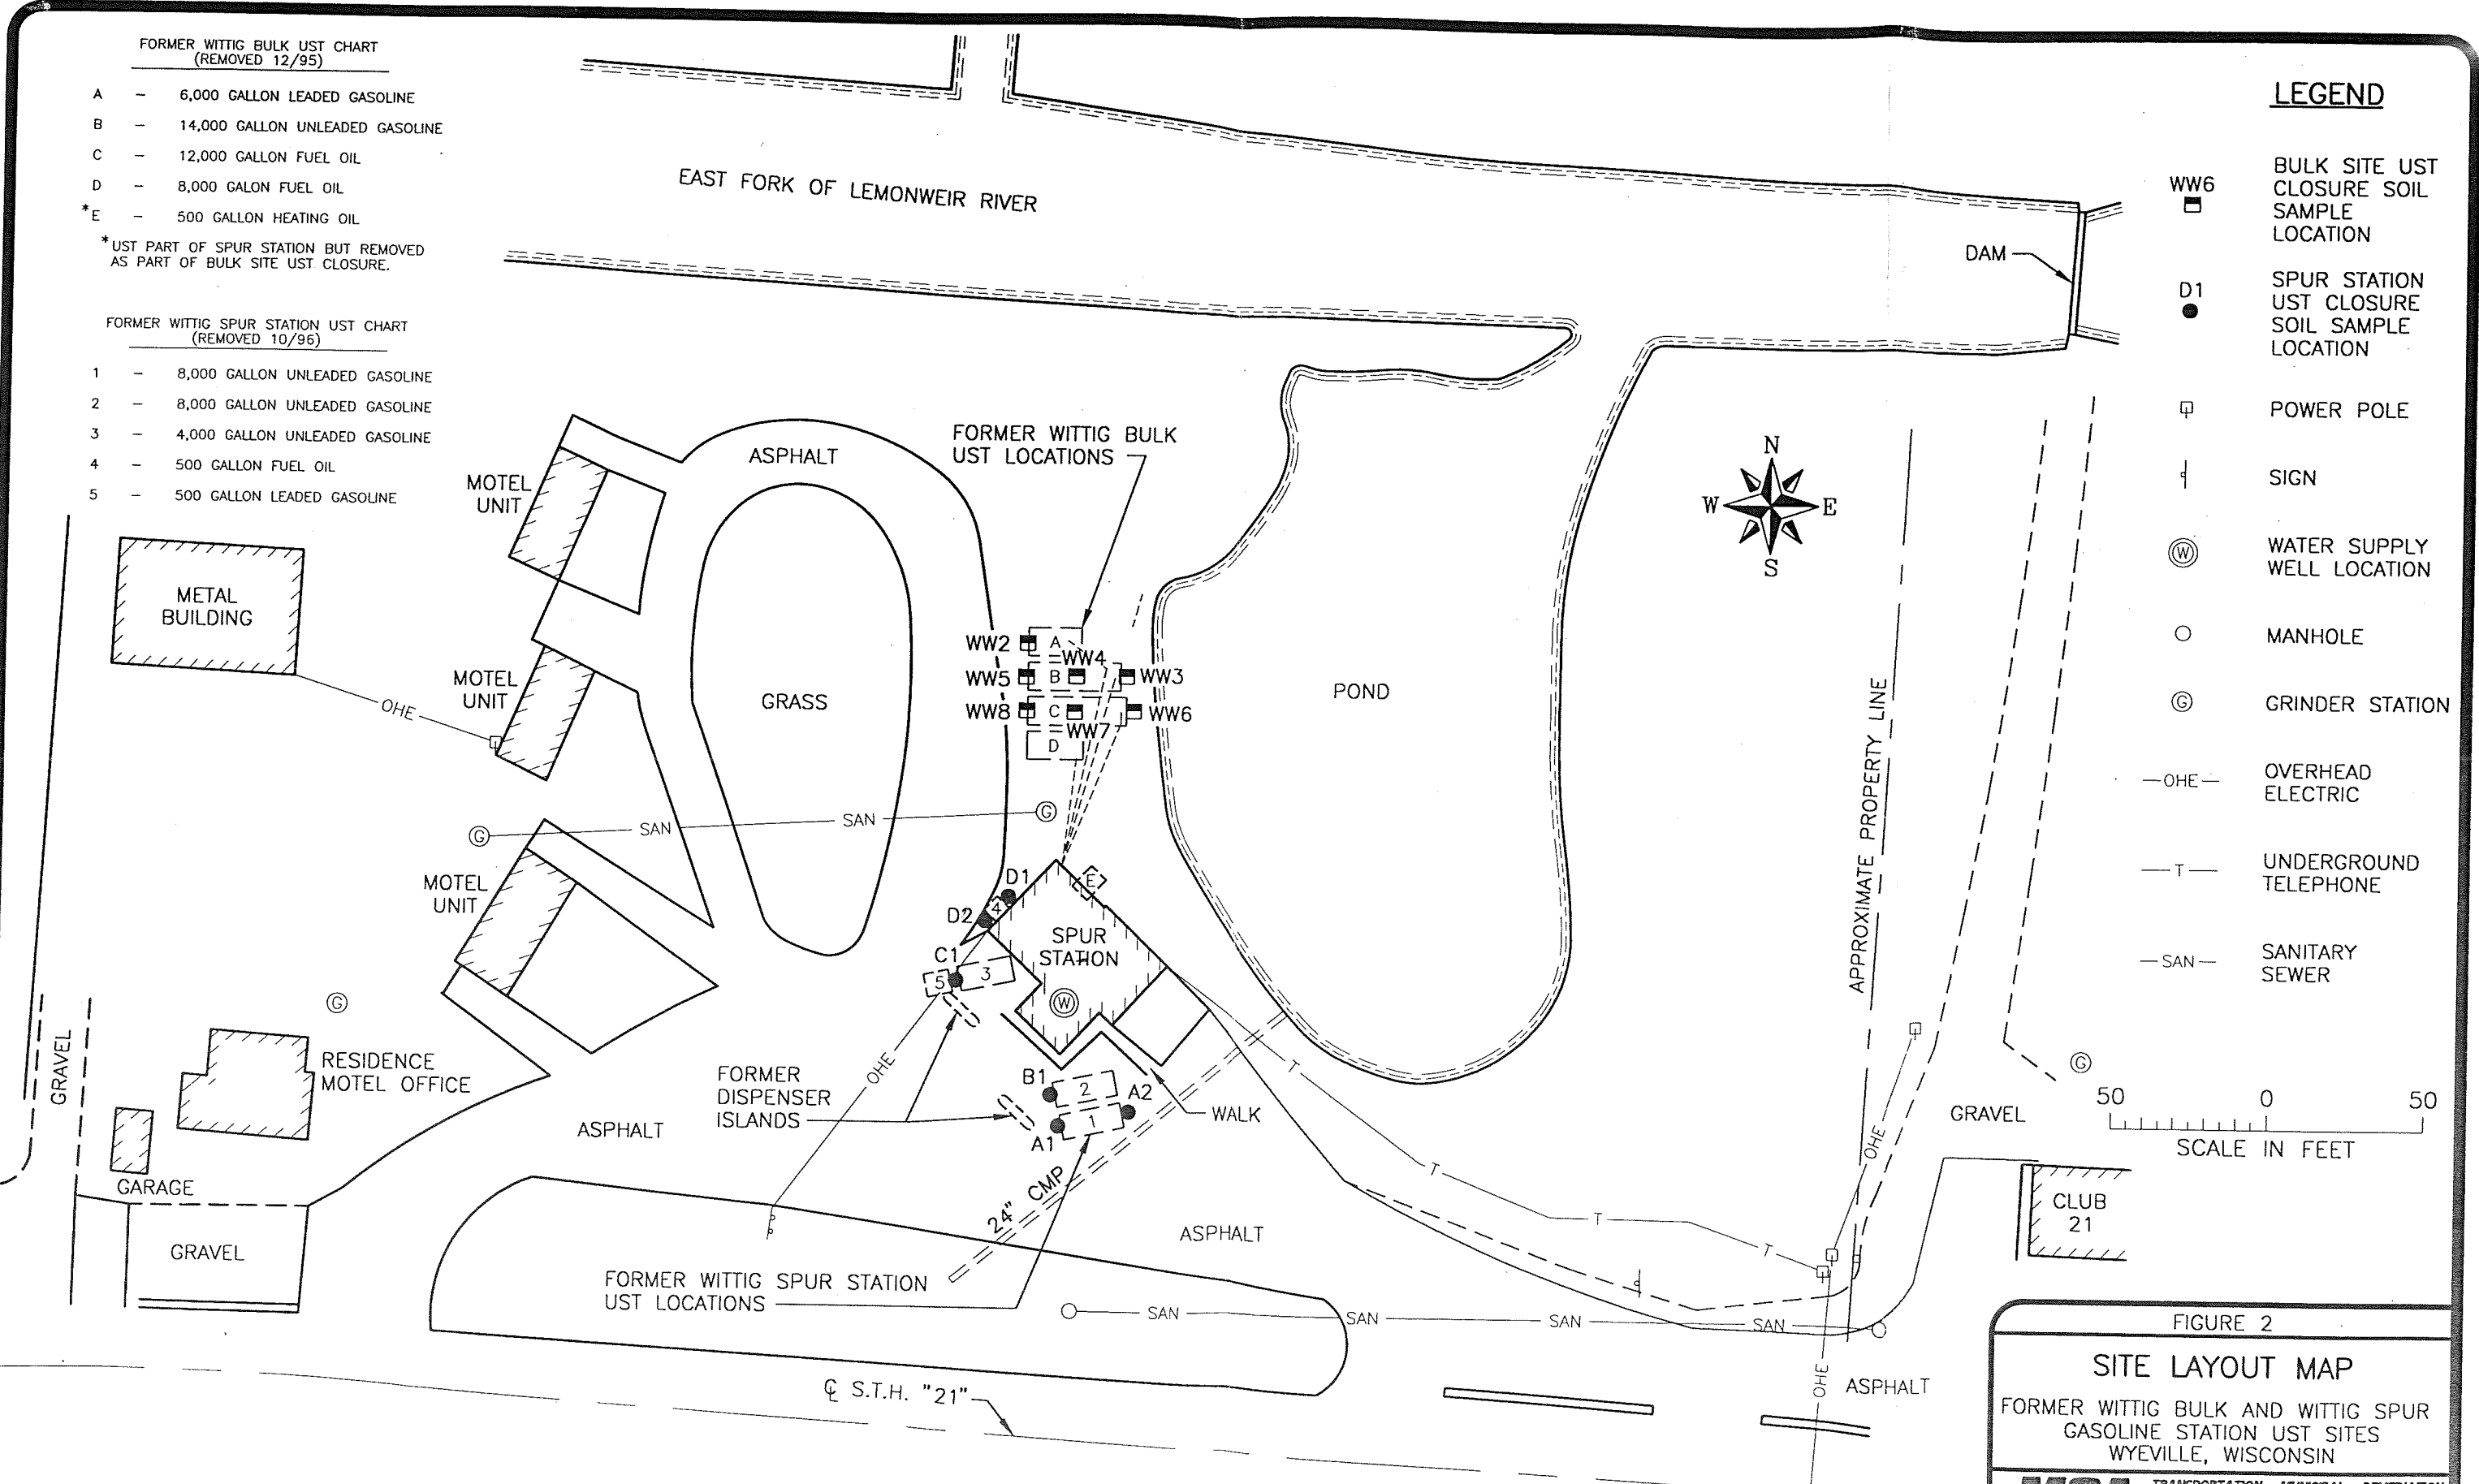 FORMER WITTIG BULK UST CHART
(REMOVED 12/95)
A - 6,000 GALLON LEADED GASOLINE
B - 14,000 GALLON UNLEADED GASOLINE
C - 12,000 GALLON FUEL OIL
D - 8,000 GALON FUEL OIL
*E - 500 GALLON HEATING OIL
*UST PART OF SPUR STATION BUT REMOVED
AS PART OF BULK SITE UST CLOSURE.
FORMER WITTIG SPUR STATION UST CHART
(REMOVED 10/96)
1 - 8,000 GALLON UNLEADED GASOLINE
2 - 8,000 GALLON UNLEADED GASOLINE
3 - 4,000 GALLON UNLEADED GASOLINE
4 - 500 GALLON FUEL OIL
5 - 500 GALLON LEADED GASOLINE
EAST FORK OF LEMONWEIR RIVER
DAM
LEGEND
WW6
BULK SITE UST
CLOSURE SOIL
SAMPLE
LOCATION
D1
SPUR STATION
UST CLOSURE
SOIL SAMPLE
LOCATION
POWER POLE
SIGN
W
WATER SUPPLY
WELL LOCATION
MANHOLE
G
GRINDER STATION
—OHE—
OVERHEAD
ELECTRIC
—T—
UNDERGROUND
TELEPHONE
—SAN—
SANITARY
SEWER
N
W
E
S
MOTEL
UNIT
ASPHALT
FORMER WITTIG BULK
UST LOCATIONS
METAL
BUILDING
OHE
MOTEL
UNIT
GRASS
WW2
A
WW4
WW5
B
WW3
WW8
C
WW6
WW7
D
POND
APPROXIMATE PROPERTY LINE
G
SAN
SAN
G
MOTEL
UNIT
D1
E
D2
4
SPUR
STATION
C1
3
5
W
G
GRAVEL
RESIDENCE
MOTEL OFFICE
OHE
FORMER
DISPENSER
ISLANDS
B1
2
A2
1
A1
WALK
T
T
T
T
OHE
G
GRAVEL
50 0 50
SCALE IN FEET
ASPHALT
GARAGE
GRAVEL
24" CMP
ASPHALT
CLUB
21
FORMER WITTIG SPUR STATION
UST LOCATIONS
SAN
SAN
SAN
SAN
OHE
ASPHALT
℄ S.T.H. "21"
FIGURE 2
SITE LAYOUT MAP
FORMER WITTIG BULK AND WITTIG SPUR
GASOLINE STATION UST SITES
WYEVILLE, WISCONSIN